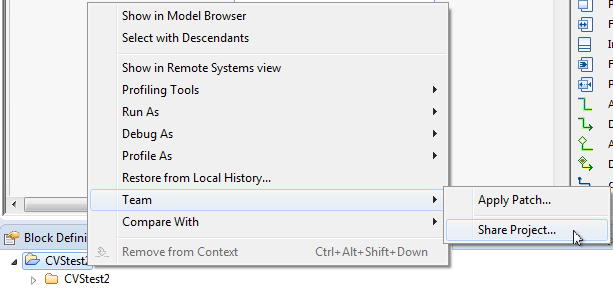 Show in Model Browser
Select with Descendants
Show in Remote Systems view
Profiling Tools
Run As
Debug As
Profile As
Restore from Local History...
Team
Apply Patch...
Compare With
Share Project...
Remove from Context Ctrl+Alt+Shift+Down
Block Defini
CVStest2
CVStest2